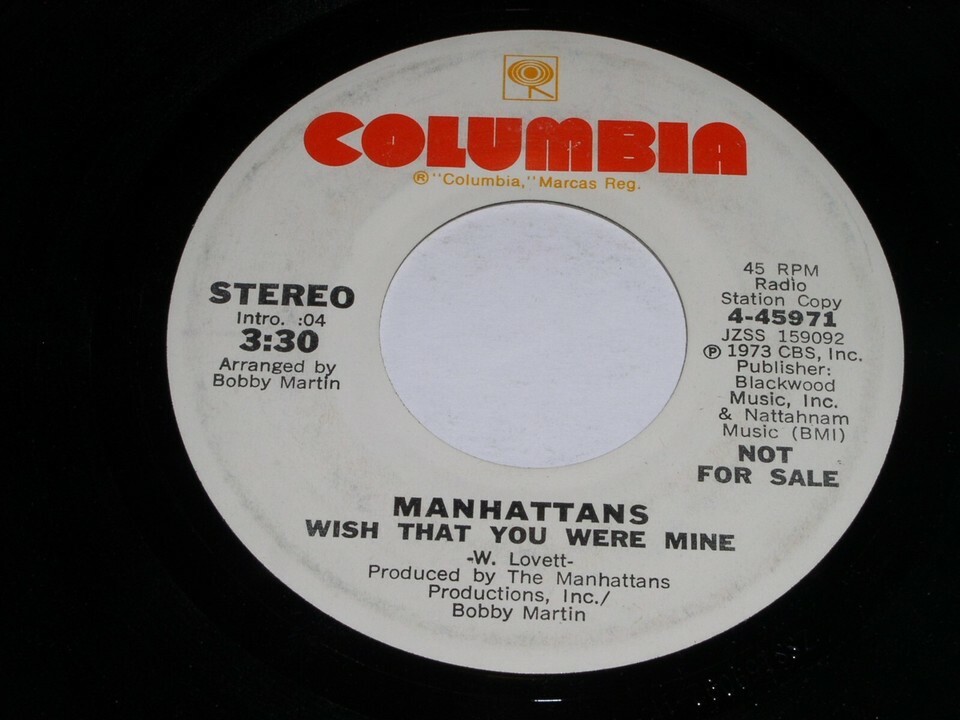 COLUMBIA
® "Columbia," Marcas Reg.
STEREO
Intro. :04
3:30
Arranged by
Bobby Martin
45 RPM
Radio
Station Copy
4-45971
JZSS 159092
℗ 1973 CBS, Inc.
Publisher:
Blackwood
Music, Inc.
& Nattahnam
Music (BMI)
NOT
FOR SALE
MANHATTANS
WISH THAT YOU WERE MINE
-W. Lovett-
Produced by The Manhattans
Productions, Inc./
Bobby Martin